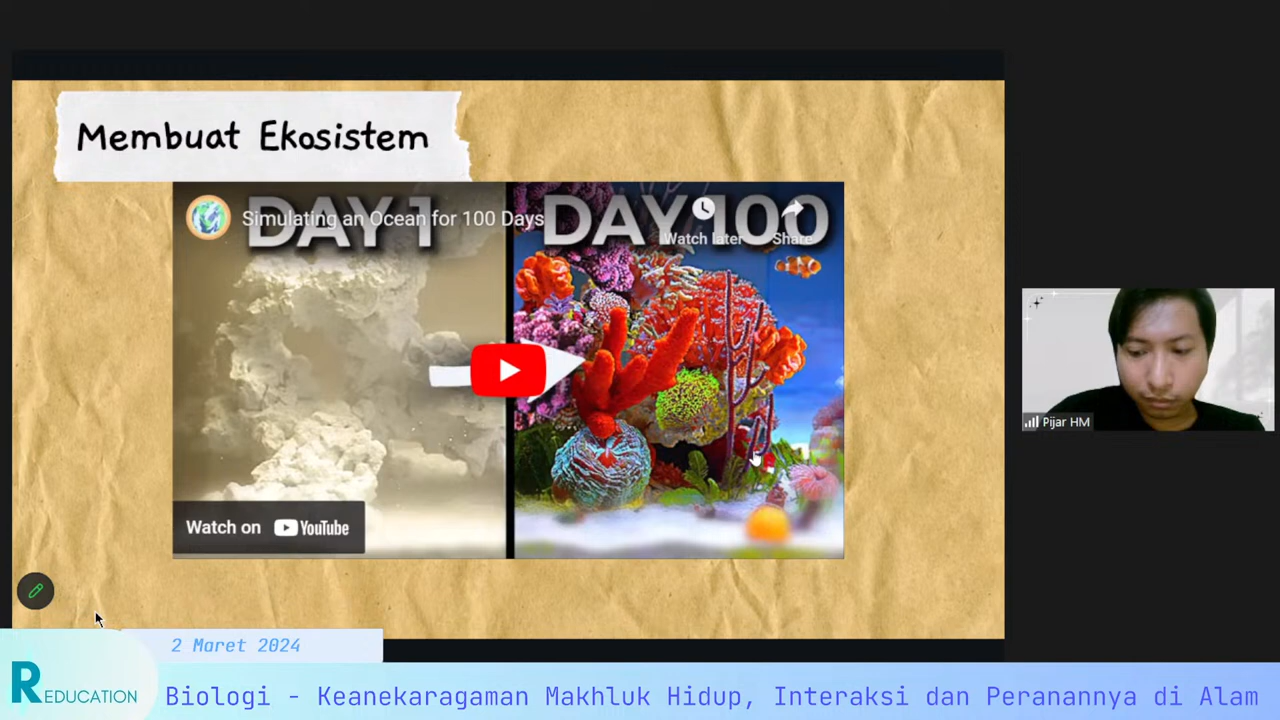 Membuat Ekosistem
DAY 1
DAY 100
Simulating an Ocean for 100 Days
Watch later
Share
Watch on YouTube
Pijar HM
2 Maret 2024
REDUCATION
Biologi - Keanekaragaman Makhluk Hidup, Interaksi dan Peranannya di Alam